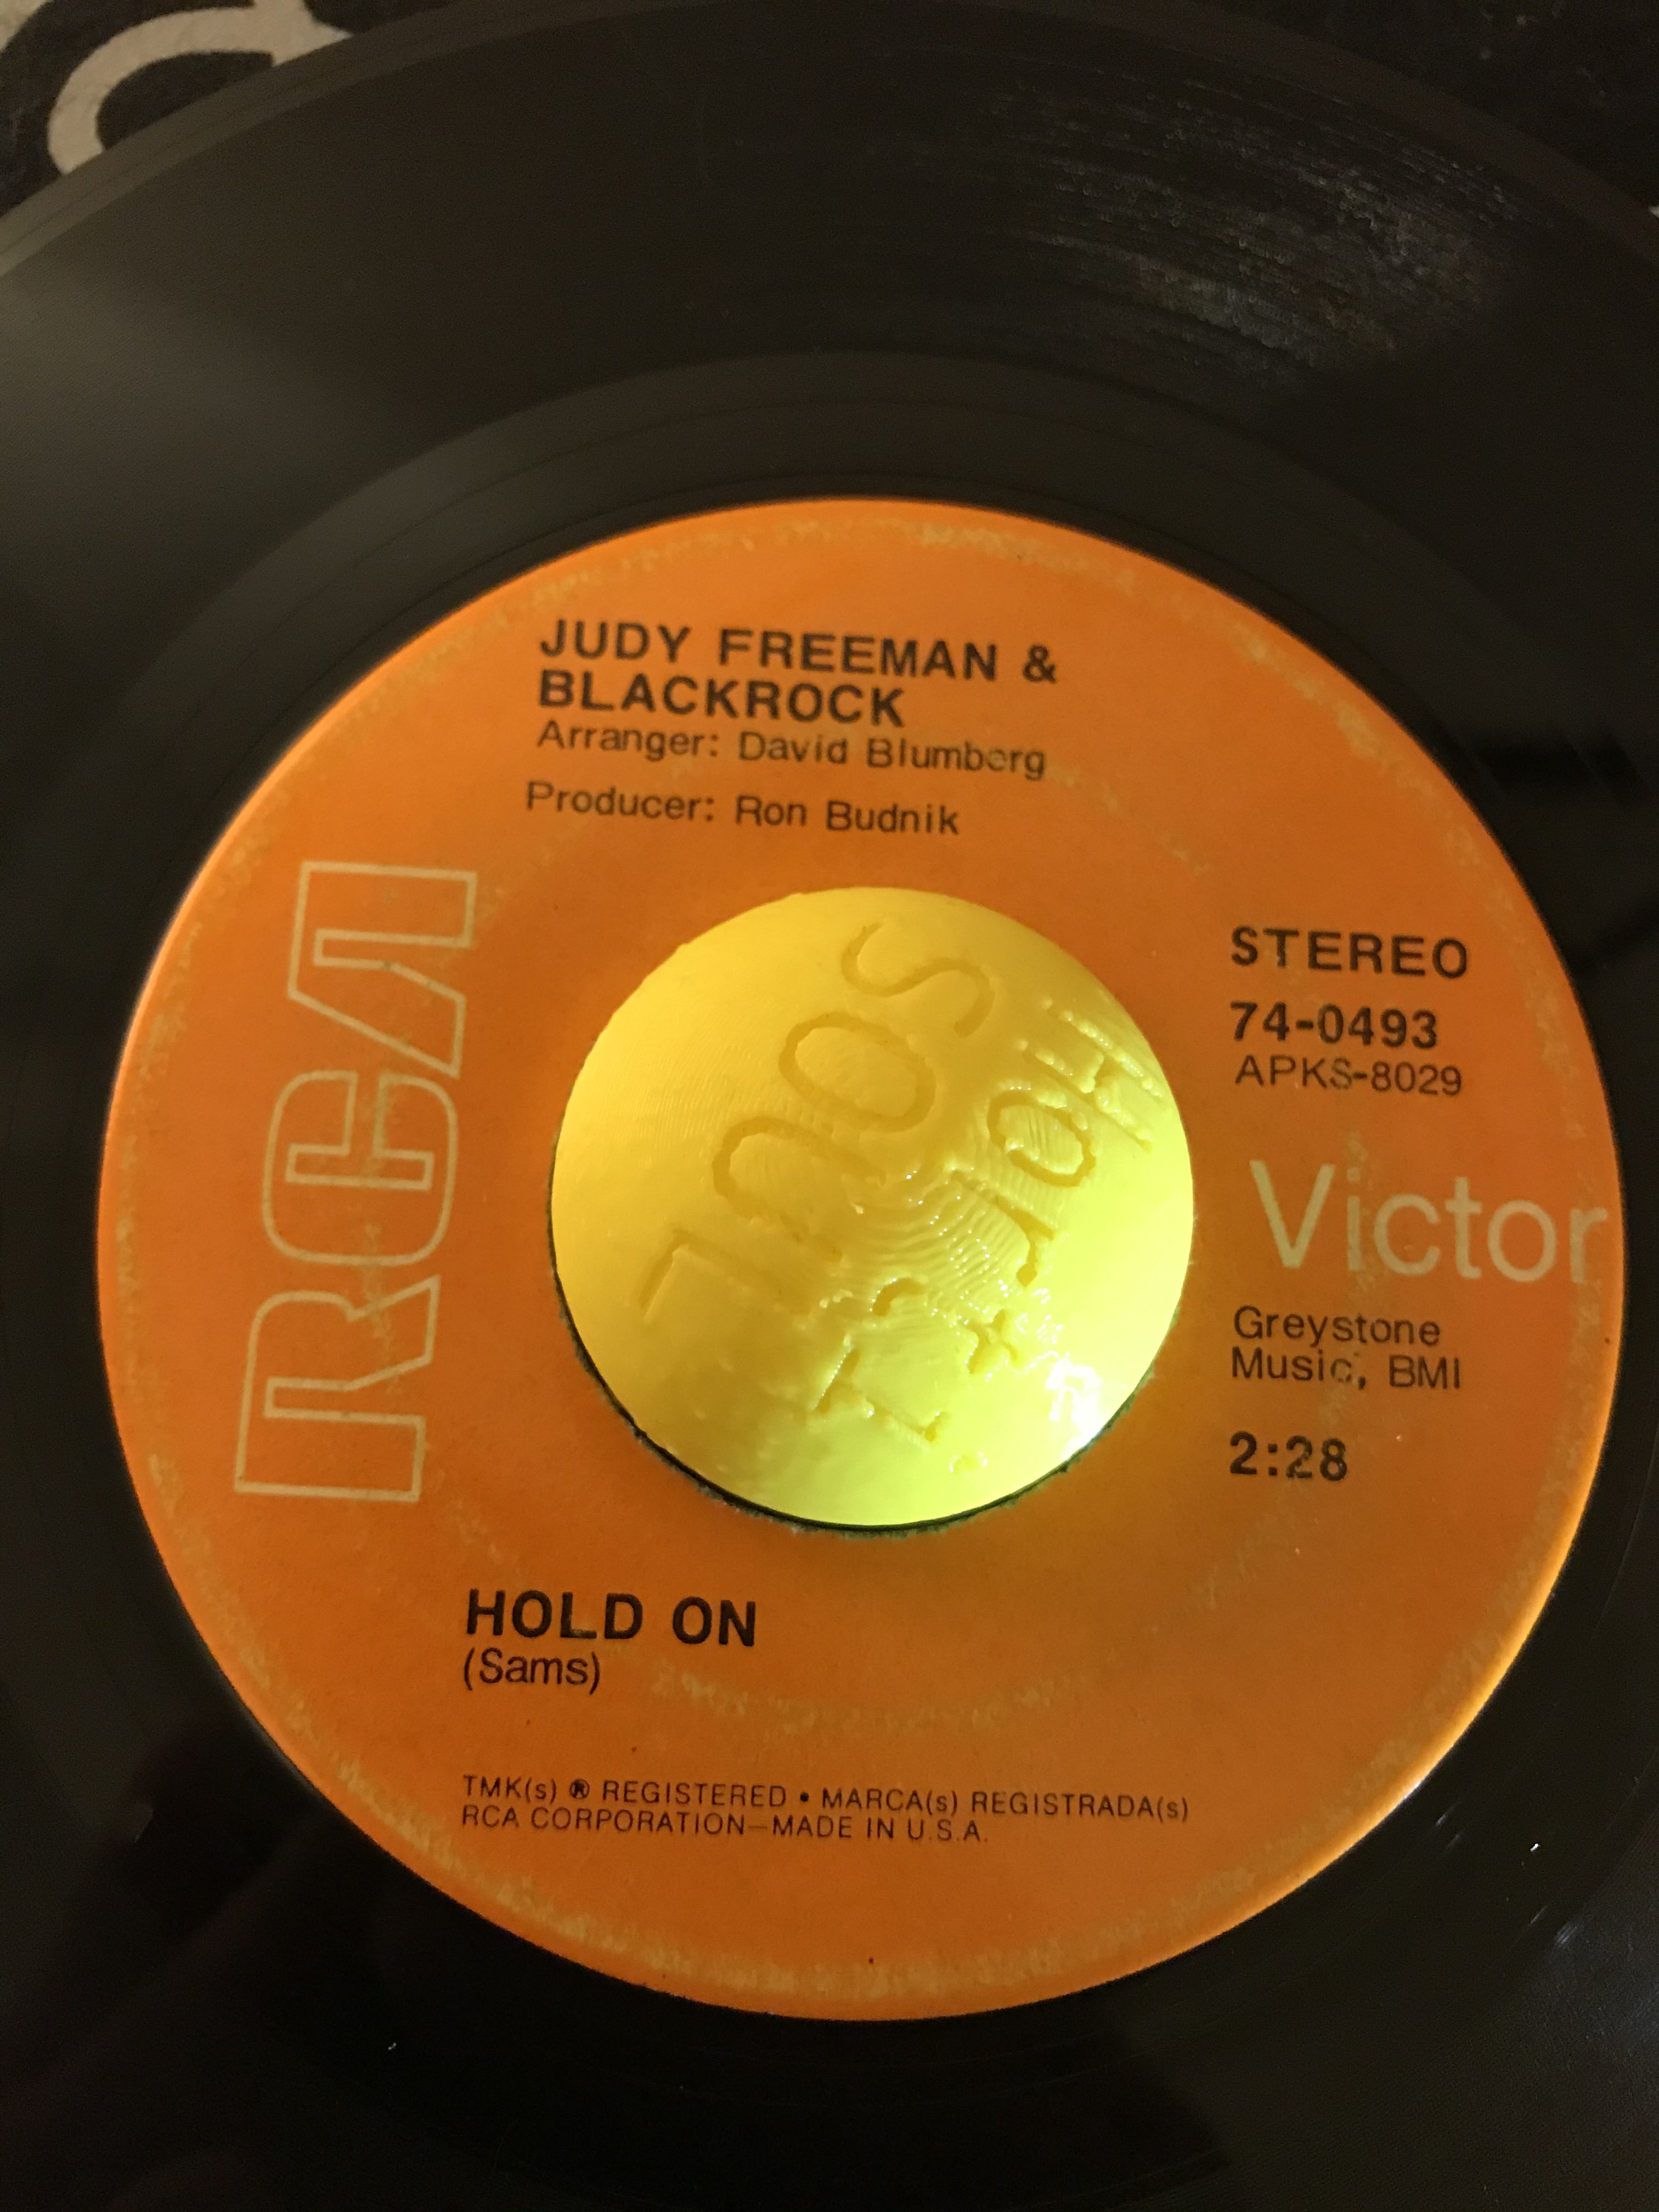 JUDY FREEMAN &
BLACKROCK
Arranger: David Blumberg
Producer: Ron Budnik
RCA
SOUL
STEREO
74-0493
APKS-8029
Victor
Greystone
Music, BMI
2:28
HOLD ON
(Sams)
TMK(s) ® REGISTERED • MARCA(s) REGISTRADA(s)
RCA CORPORATION—MADE IN U.S.A.